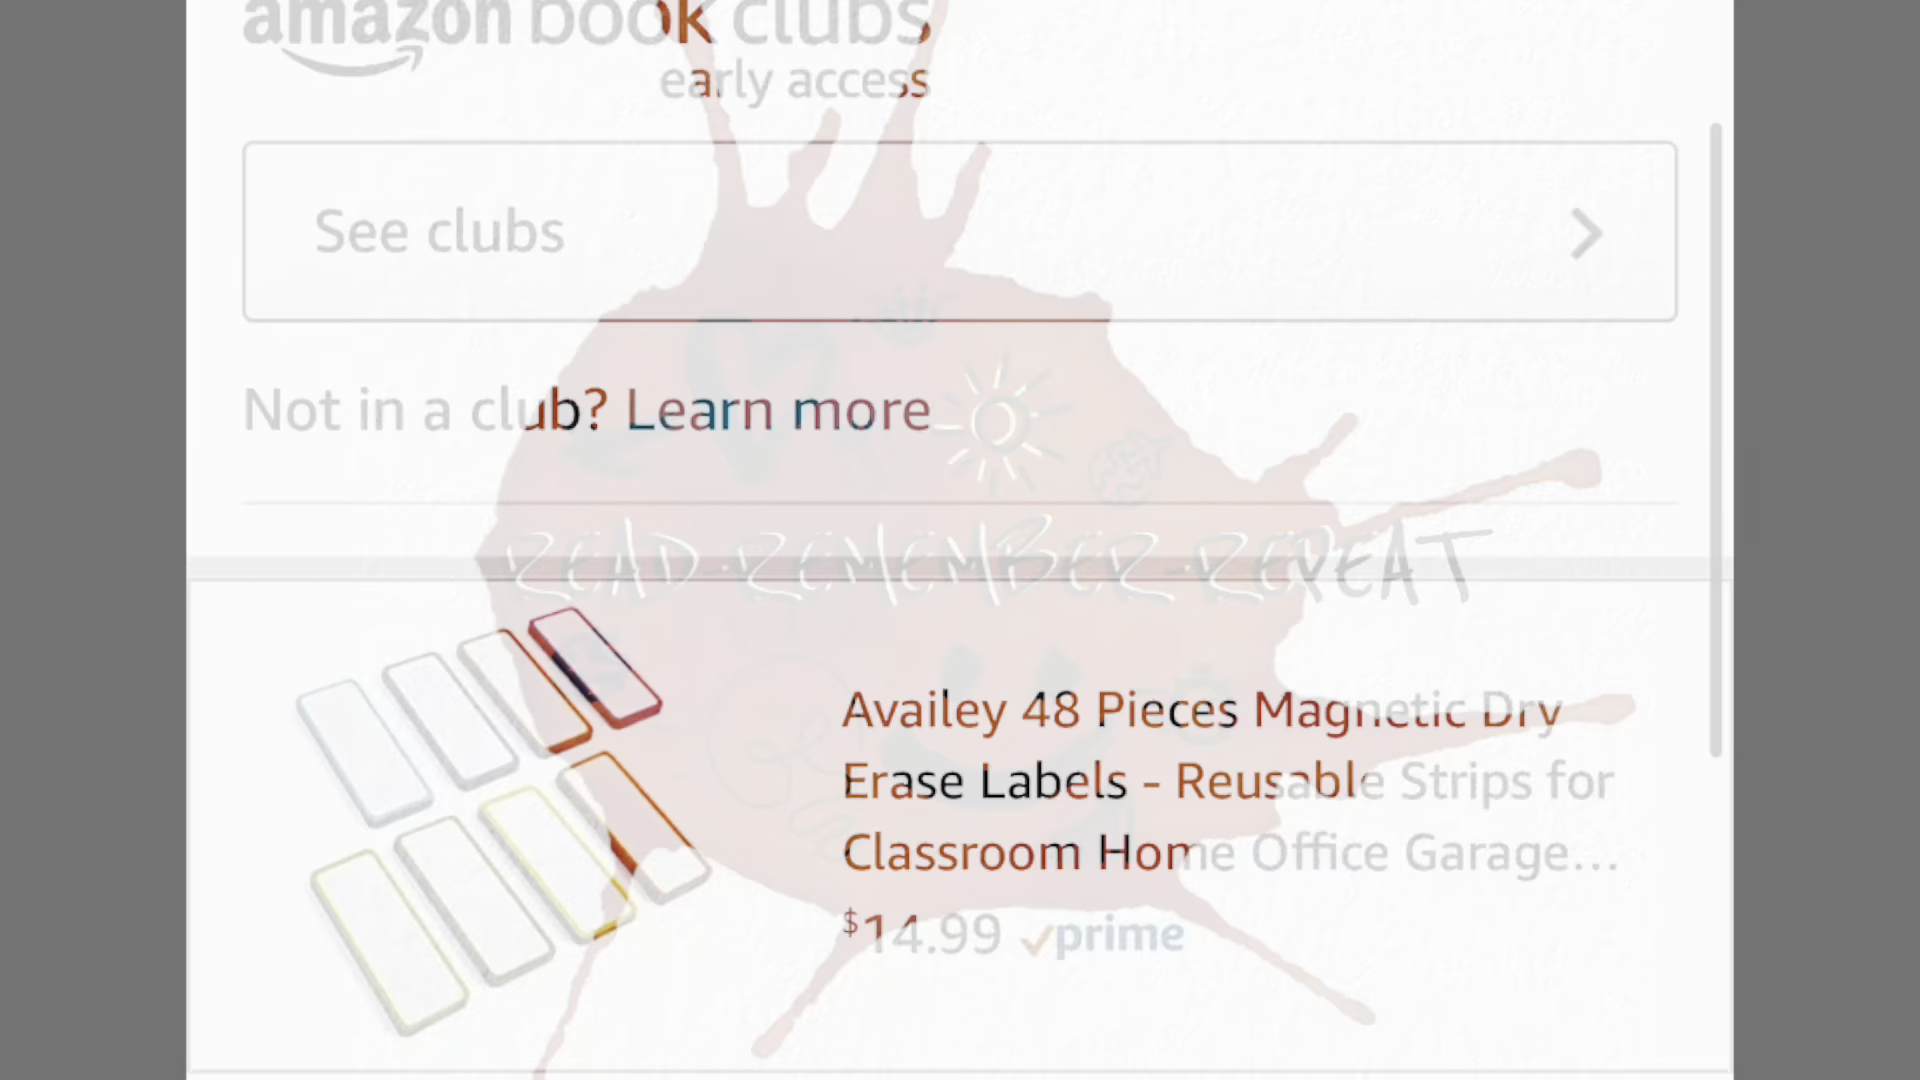 amazon book clubs
early access
See clubs
Not in a club? Learn more
READ-REMEMBER-REPEAT
Availey 48 Pieces Magnetic Dry
Erase Labels - Reusable Strips for
Classroom Home Office Garage...
$14.99 prime